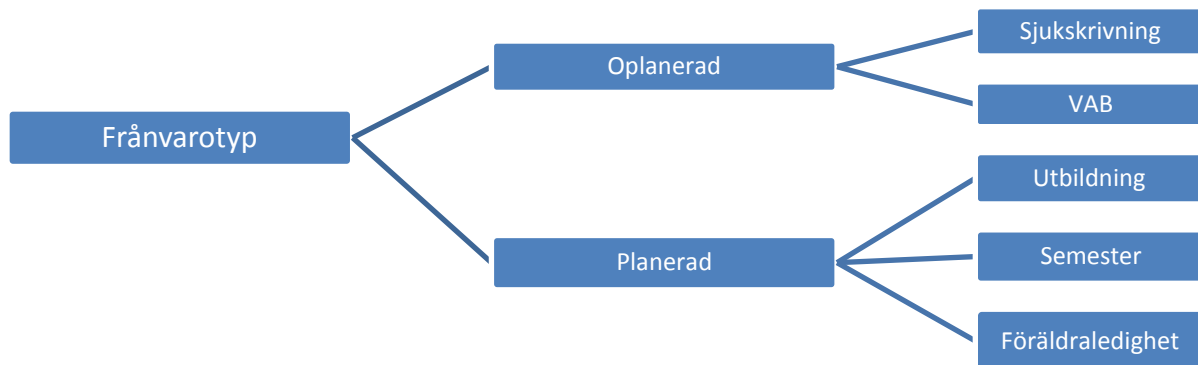 Frånvarotyp
Oplanerad
Sjukskrivning
VAB
Planerad
Utbildning
Semester
Föräldraledighet